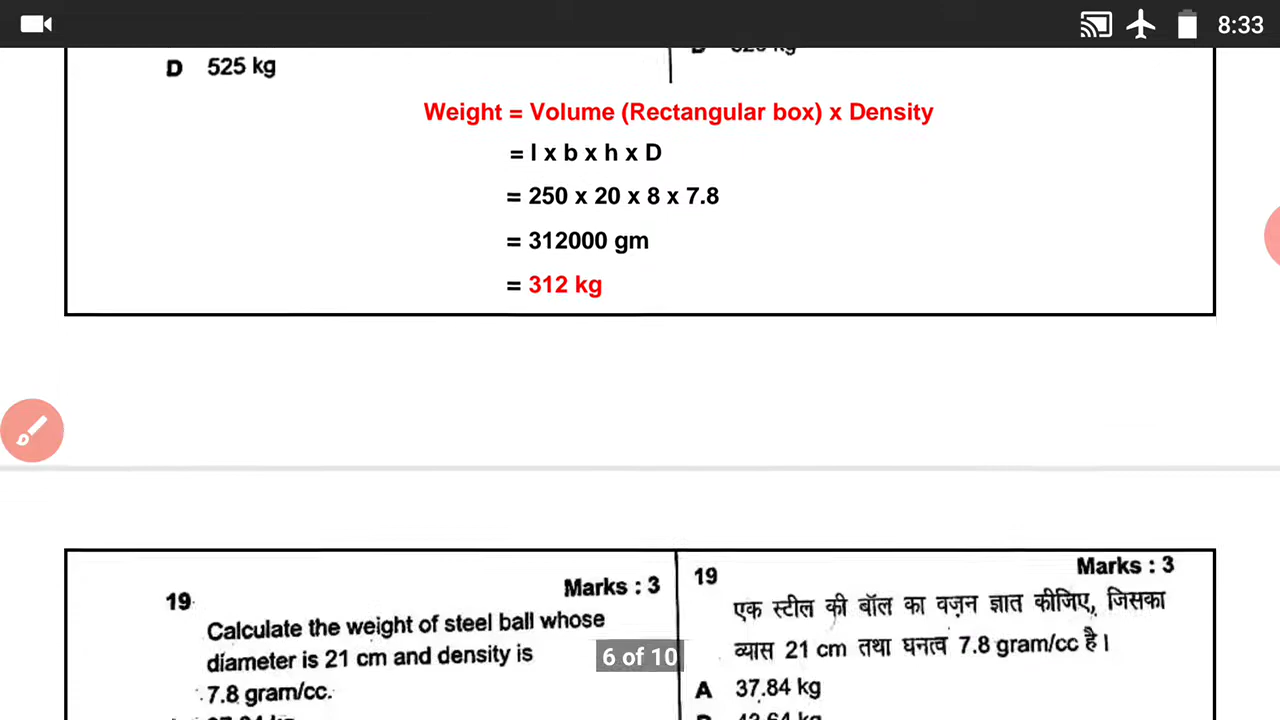 8:33
D 525 kg
Weight = Volume (Rectangular box) x Density
= l x b x h x D
= 250 x 20 x 8 x 7.8
= 312000 gm
= 312 kg
19
Marks : 3
Calculate the weight of steel ball whose
diameter is 21 cm and density is
7.8 gram/cc.
6 of 10
19
Marks : 3
एक स्टील की बॉल का वज़न ज्ञात कीजिए, जिसका
व्यास 21 cm तथा घनत्व 7.8 gram/cc है।
A 37.84 kg